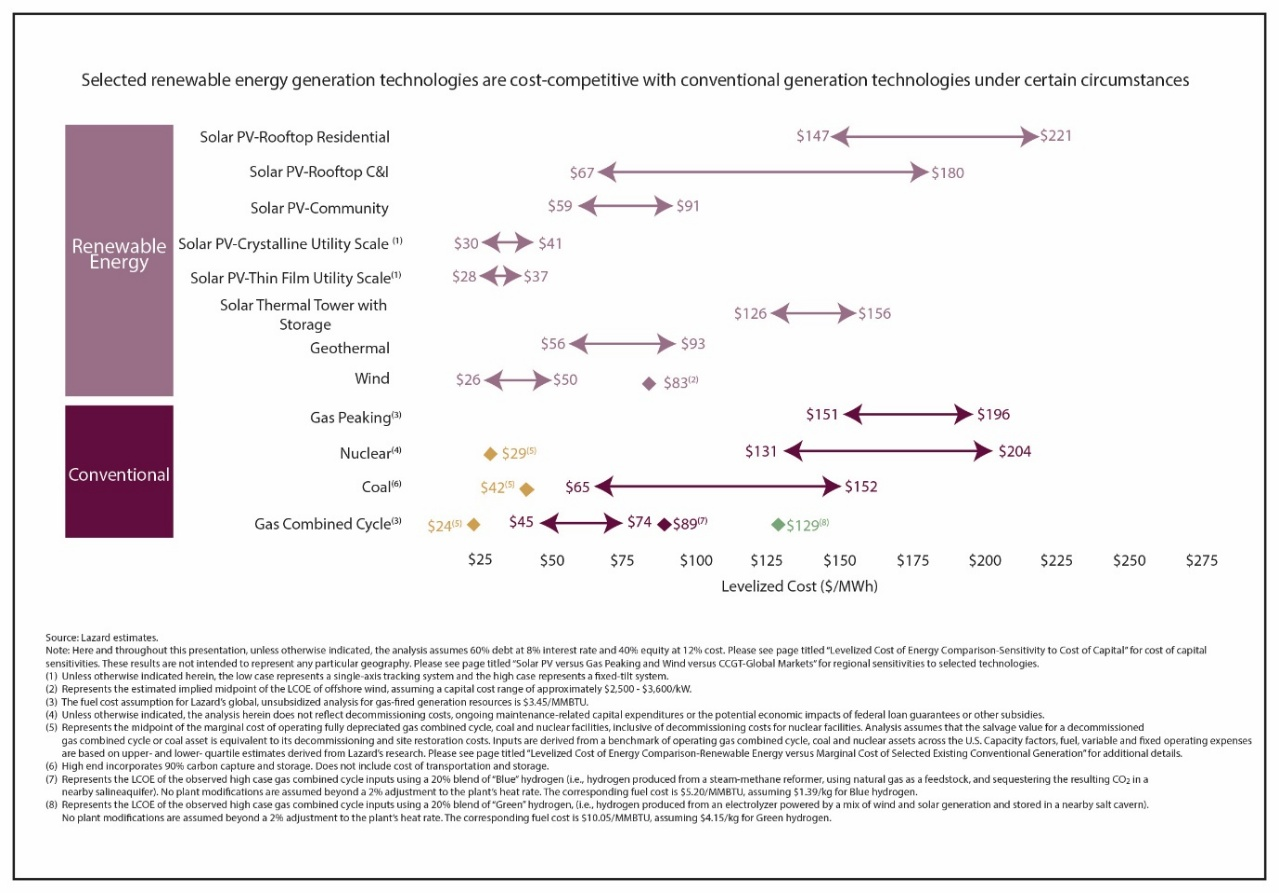 Selected renewable energy generation technologies are cost-competitive with conventional generation technologies under certain circumstances
Renewable
Energy
Solar PV-Rooftop Residential $147 $221
Solar PV-Rooftop C&I $67 $180
Solar PV-Community $59 $91
Solar PV-Crystalline Utility Scale (1) $30 $41
Solar PV-Thin Film Utility Scale(1) $28 $37
Solar Thermal Tower with
Storage $126 $156
Geothermal $56 $93
Wind $26 $50 $83(2)
Conventional
Gas Peaking(3) $151 $196
Nuclear(4) $29(5) $131 $204
Coal(6) $42(5) $65 $152
Gas Combined Cycle(3) $24(5) $45 $74 $89(7) $129(8)
$25 $50 $75 $100 $125 $150 $175 $200 $225 $250 $275
Levelized Cost ($/MWh)
Source: Lazard estimates.
Note: Here and throughout this presentation, unless otherwise indicated, the analysis assumes 60% debt at 8% interest rate and 40% equity at 12% cost. Please see page titled "Levelized Cost of Energy Comparison-Sensitivity to Cost of Capital" for cost of capital
sensitivities. These results are not intended to represent any particular geography. Please see page titled "Solar PV versus Gas Peaking and Wind versus CCGT-Global Markets" for regional sensitivities to selected technologies.
(1) Unless otherwise indicated herein, the low case represents a single-axis tracking system and the high case represents a fixed-tilt system.
(2) Represents the estimated implied midpoint of the LCOE of offshore wind, assuming a capital cost range of approximately $2,500 - $3,600/kW.
(3) The fuel cost assumption for Lazard's global, unsubsidized analysis for gas-fired generation resources is $3.45/MMBTU.
(4) Unless otherwise indicated, the analysis herein does not reflect decommissioning costs, ongoing maintenance-related capital expenditures or the potential economic impacts of federal loan guarantees or other subsidies.
(5) Represents the midpoint of the marginal cost of operating fully depreciated gas combined cycle, coal and nuclear facilities, inclusive of decommissioning costs for nuclear facilities. Analysis assumes that the salvage value for a decommissioned
gas combined cycle or coal asset is equivalent to its decommissioning and site restoration costs. Inputs are derived from a benchmark of operating gas combined cycle, coal and nuclear assets across the U.S. Capacity factors, fuel, variable and fixed operating expenses
are based on upper- and lower- quartile estimates derived from Lazard's research. Please see page titled "Levelized Cost of Energy Comparison-Renewable Energy versus Marginal Cost of Selected Existing Conventional Generation" for additional details.
(6) High end incorporates 90% carbon capture and storage. Does not include cost of transportation and storage.
(7) Represents the LCOE of the observed high case gas combined cycle inputs using a 20% blend of "Blue" hydrogen (i.e., hydrogen produced from a steam-methane reformer, using natural gas as a feedstock, and sequestering the resulting CO2 in a
nearby salineaquifer). No plant modifications are assumed beyond a 2% adjustment to the plant's heat rate. The corresponding fuel cost is $5.20/MMBTU, assuming $1.39/kg for Blue hydrogen.
(8) Represents the LCOE of the observed high case gas combined cycle inputs using a 20% blend of "Green" hydrogen, (i.e., hydrogen produced from an electrolyzer powered by a mix of wind and solar generation and stored in a nearby salt cavern).
No plant modifications are assumed beyond a 2% adjustment to the plant's heat rate. The corresponding fuel cost is $10.05/MMBTU, assuming $4.15/kg for Green hydrogen.